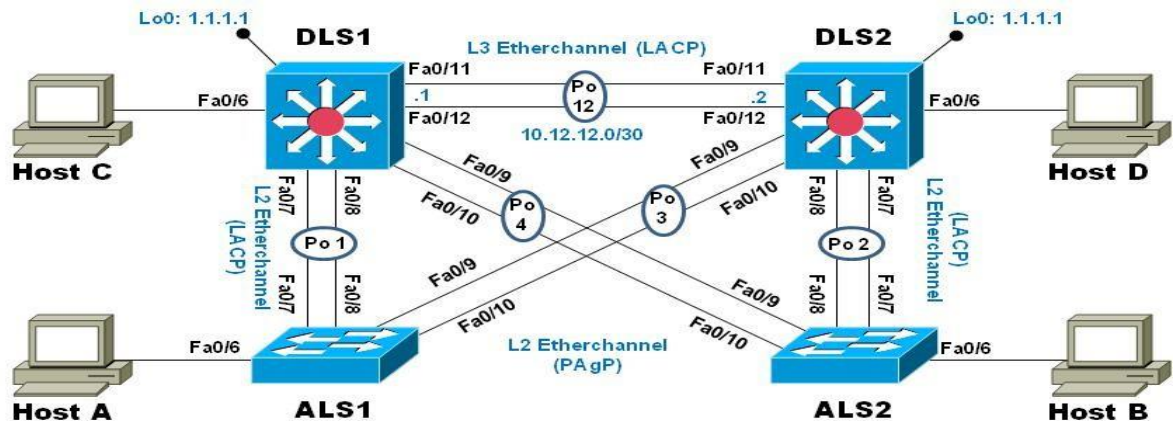 Lo0: 1.1.1.1
Lo0: 1.1.1.1
DLS1
L3 Etherchannel (LACP)
DLS2
Fa0/11
Fa0/11
Fa0/6
.1
Po
12
.2
Fa0/6
Fa0/12
Fa0/12
10.12.12.0/30
Host C
Host D
Fa0/9
Fa0/9
Fa0/10
Fa0/10
Fa0/7
Fa0/8
Fa0/8
Fa0/7
L2 Etherchannel
(LACP)
Po 1
Po
4
Po
3
Po 2
L2 Etherchannel
(LACP)
Fa0/7
Fa0/8
Fa0/9
Fa0/10
Fa0/9
Fa0/10
Fa0/8
Fa0/7
L2 Etherchannel
(PAgP)
Fa0/6
Fa0/6
Host A
ALS1
ALS2
Host B